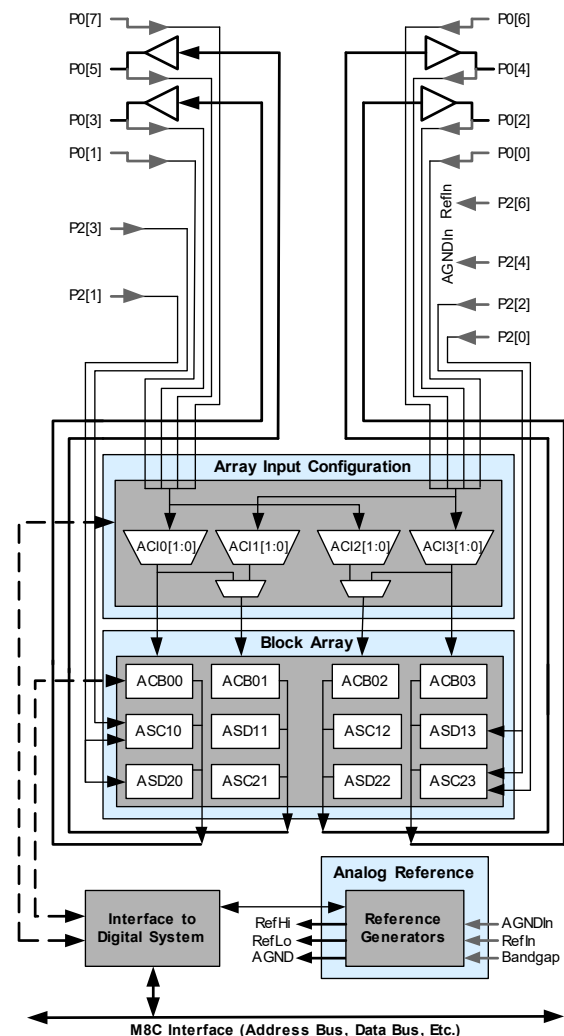 P0[7]
P0[6]
P0[5]
P0[4]
P0[3]
P0[2]
P0[1]
P0[0]
P2[3]
P2[6]
AGNDIn RefIn
P2[4]
P2[1]
P2[2]
P2[0]
Array Input Configuration
ACI0[1:0]
ACI1[1:0]
ACI2[1:0]
ACI3[1:0]
Block Array
ACB00
ACB01
ACB02
ACB03
ASC10
ASD11
ASC12
ASD13
ASD20
ASC21
ASD22
ASC23
Analog Reference
Interface to
Digital System
RefHi
RefLo
AGND
Reference
Generators
AGNDIn
RefIn
Bandgap
M8C Interface (Address Bus, Data Bus, Etc.)